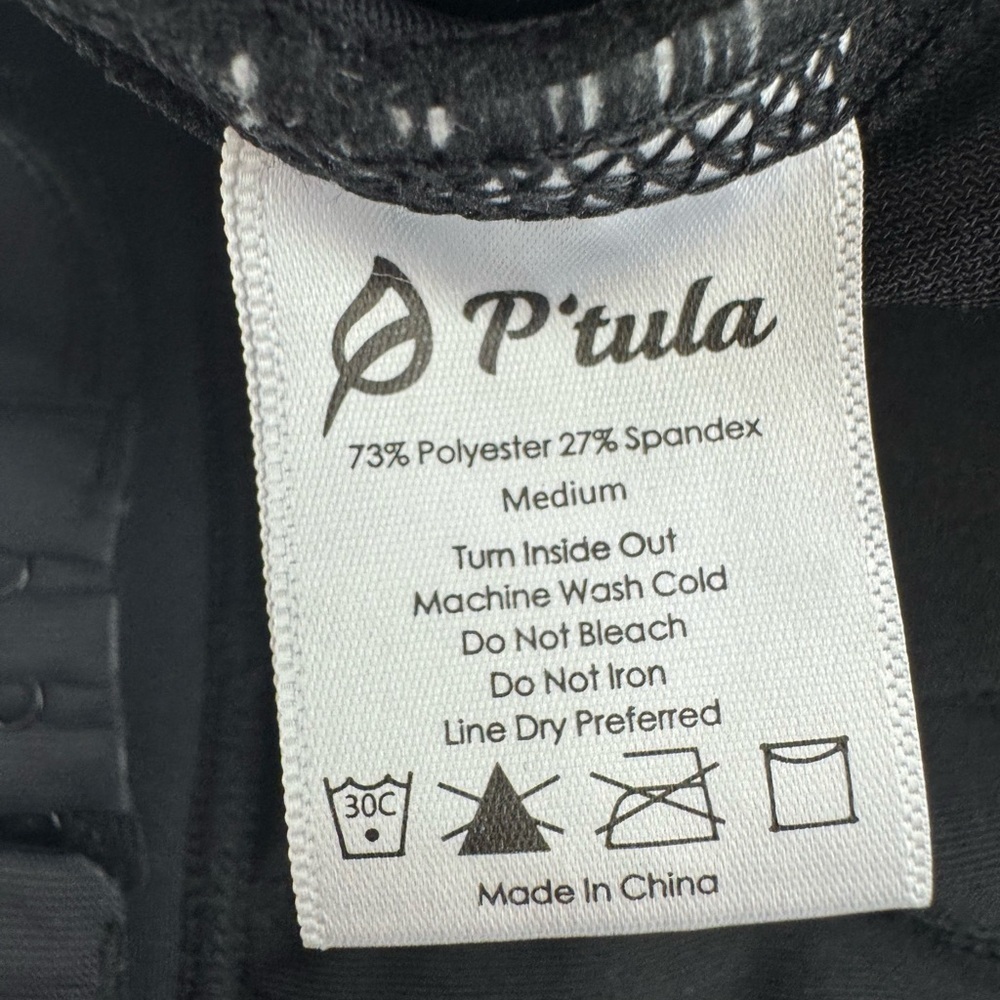 P'tula
73% Polyester 27% Spandex
Medium
Turn Inside Out
Machine Wash Cold
Do Not Bleach
Do Not Iron
Line Dry Preferred
30C
Made In China